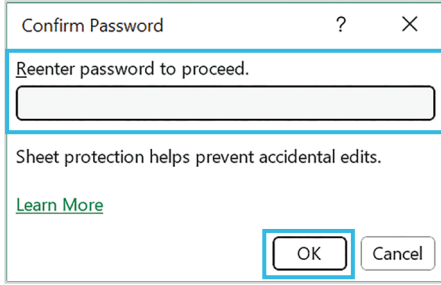 Confirm Password ?
Reenter password to proceed.
Sheet protection helps prevent accidental edits.
Learn More
OK Cancel